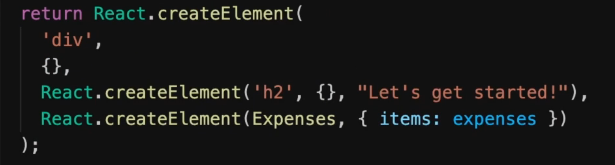 return React.createElement(
'div',
{},
React.createElement('h2', {}, "Let's get started!"),
React.createElement(Expenses, { items: expenses })
);